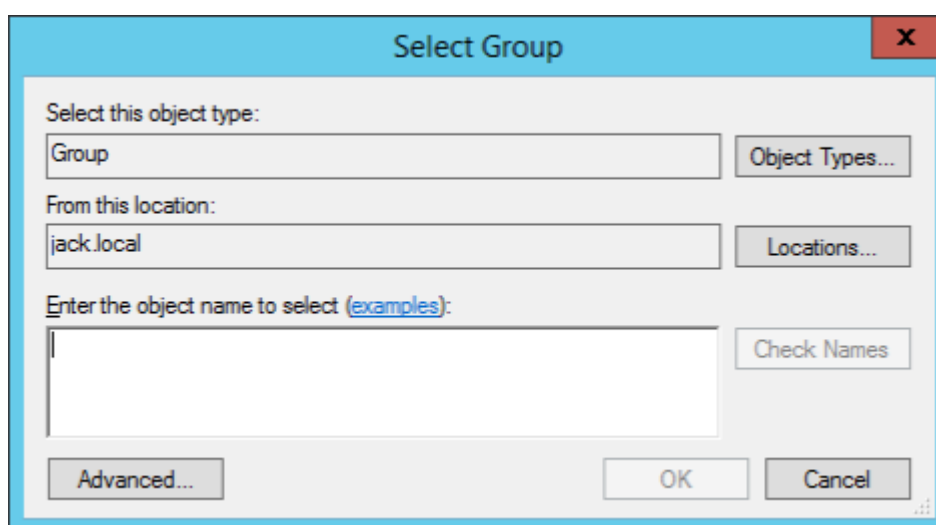 Select Group
x
Select this object type:
Group
Object Types...
From this location:
jack.local
Locations...
Enter the object name to select (examples):
Check Names
Advanced...
OK
Cancel